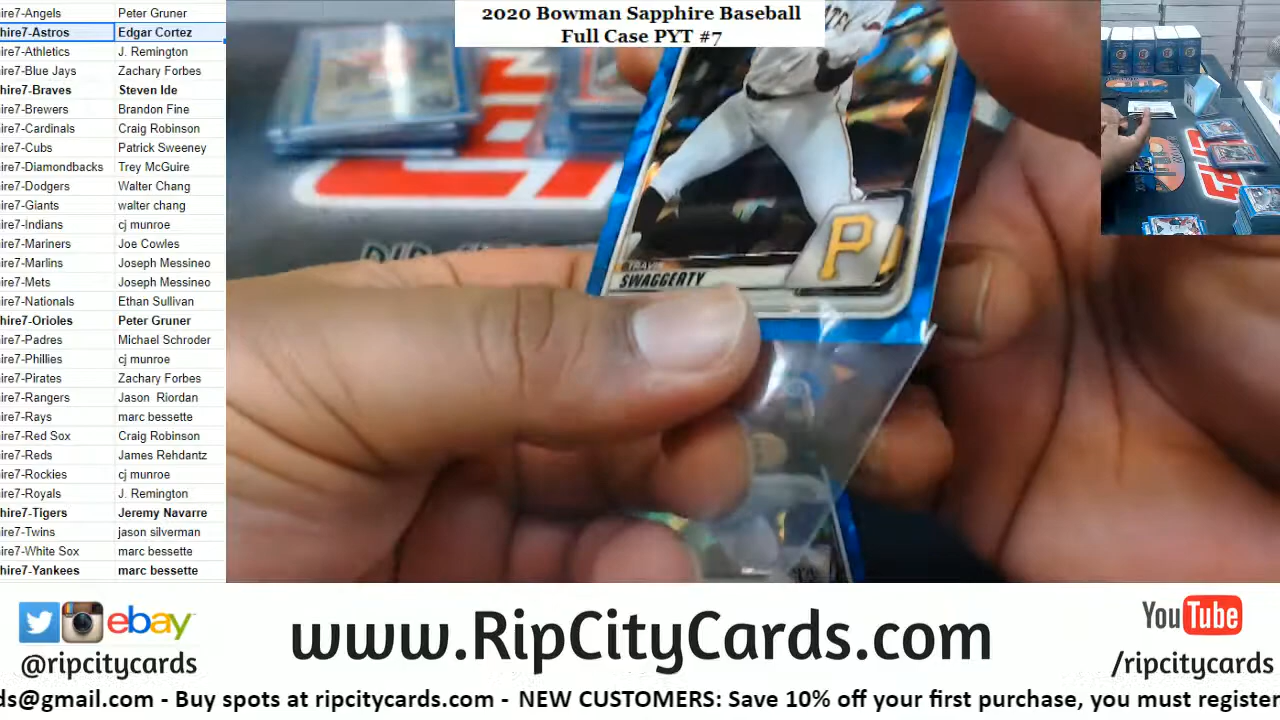 2020 Bowman Sapphire Baseball
Full Case PYT #7
ire7-Angels Peter Gruner
hire7-Astros Edgar Cortez
ire7-Athletics J. Remington
ire7-Blue Jays Zachary Forbes
hire7-Braves Steven Ide
ire7-Brewers Brandon Fine
ire7-Cardinals Craig Robinson
ire7-Cubs Patrick Sweeney
ire7-Diamondbacks Trey McGuire
ire7-Dodgers Walter Chang
ire7-Giants walter chang
ire7-Indians cj munroe
ire7-Mariners Joe Cowles
ire7-Marlins Joseph Messineo
ire7-Mets Joseph Messineo
ire7-Nationals Ethan Sullivan
hire7-Orioles Peter Gruner
ire7-Padres Michael Schroder
ire7-Phillies cj munroe
ire7-Pirates Zachary Forbes
ire7-Rangers Jason Riordan
ire7-Rays marc bessette
ire7-Red Sox Craig Robinson
ire7-Reds James Rehdantz
ire7-Rockies cj munroe
ire7-Royals J. Remington
hire7-Tigers Jeremy Navarre
ire7-Twins jason silverman
ire7-White Sox marc bessette
hire7-Yankees marc bessette
SWAGGERTY
P
ebay
@ripcitycards
www.RipCityCards.com
YouTube
/ripcitycards
ds@gmail.com - Buy spots at ripcitycards.com - NEW CUSTOMERS: Save 10% off your first purchase, you must register